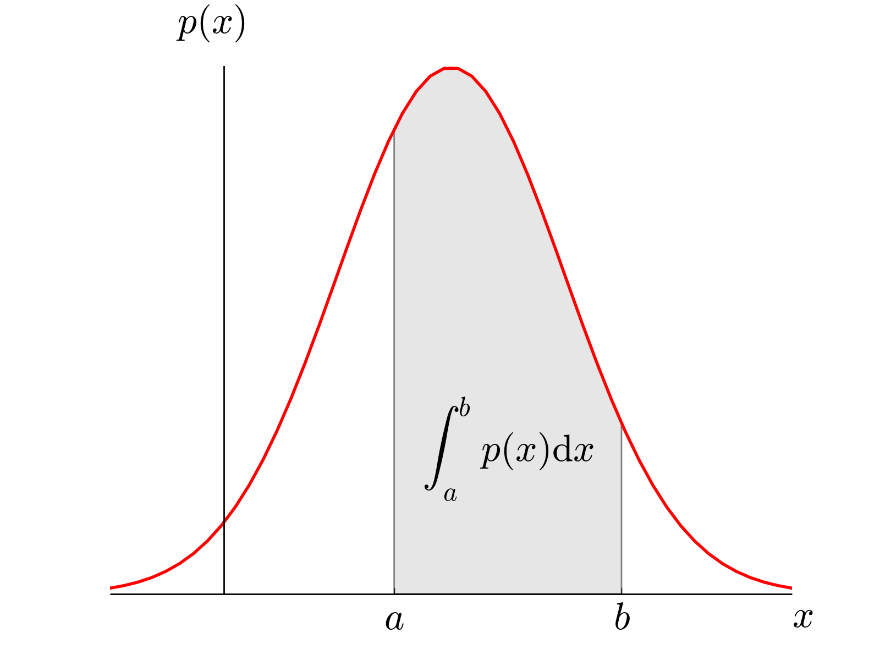 p(x)
∫_a^b p(x)dx
a b x